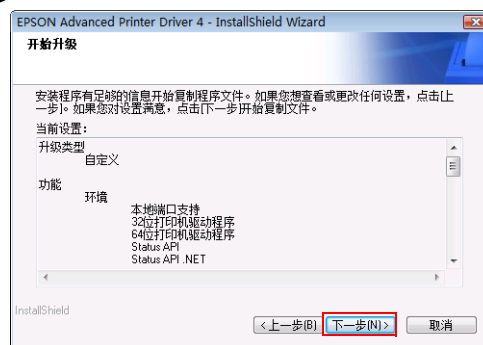 EPSON Advanced Printer Driver 4 - InstallShield Wizard
开始升级
安装程序有足够的信息开始复制程序文件。如果您想查看或更改任何设置，点击[上
一步]。如果您对设置满意，点击[下一步]开始复制文件。
当前设置：
升级类型
自定义
功能
环境
本地端口支持
32位打印机驱动程序
64位打印机驱动程序
Status API
Status API .NET
InstallShield
<上一步(B) 下一步(N)> 取消